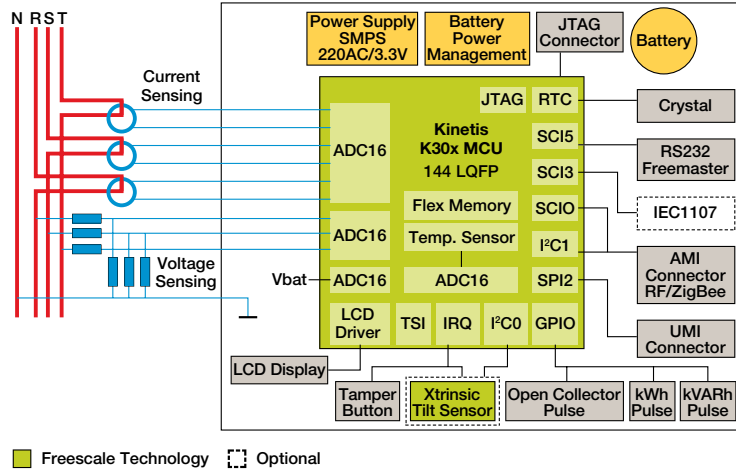 N R S T
Current
Sensing
Voltage
Sensing
Vbat
Power Supply
SMPS
220AC/3.3V
Battery
Power
Management
JTAG
Connector
Battery
JTAG
RTC
Crystal
ADC16
Kinetis
K30x MCU
144 LQFP
SCI5
RS232
Freemaster
SCI3
IEC1107
Flex Memory
SCIO
ADC16
Temp. Sensor
I²C1
AMI
Connector
RF/ZigBee
ADC16
ADC16
SPI2
LCD
Driver
TSI
IRQ
I²C0
GPIO
UMI
Connector
LCD Display
Tamper
Button
Xtrinsic
Tilt Sensor
Open Collector
Pulse
kWh
Pulse
kVARh
Pulse
Freescale Technology
Optional